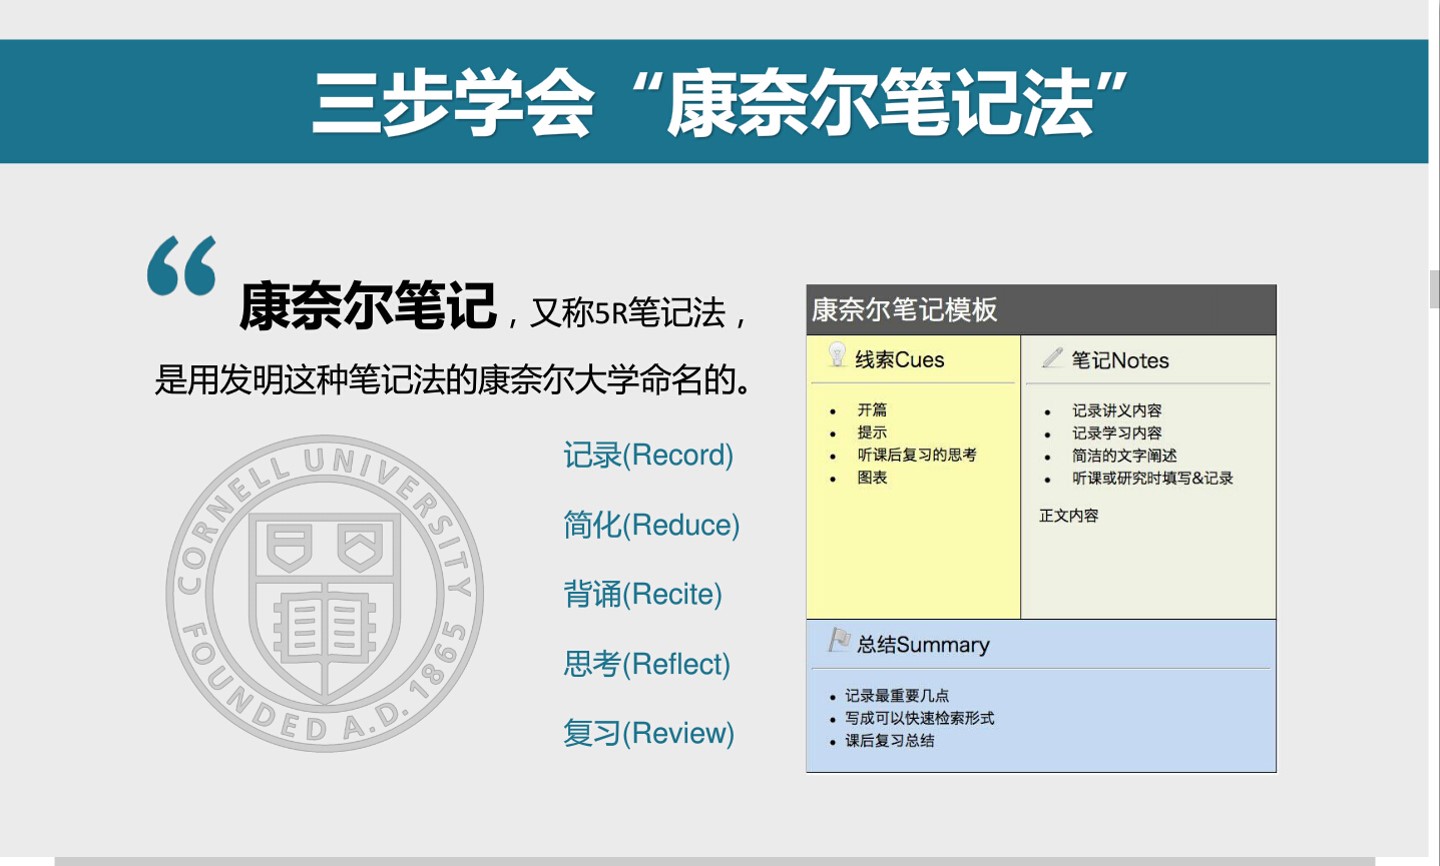 三步学会“康奈尔笔记法”
康奈尔笔记，又称5R笔记法，
是用发明这种笔记法的康奈尔大学命名的。
CORNELL UNIVERSITY
FOUNDED A.D. 1865
记录(Record)
简化(Reduce)
背诵(Recite)
思考(Reflect)
复习(Review)
康奈尔笔记模板
线索Cues
• 开篇
• 提示
• 听课后复习的思考
• 图表
笔记Notes
• 记录讲义内容
• 记录学习内容
• 简洁的文字阐述
• 听课或研究时填写&记录
正文内容
总结Summary
• 记录最重要几点
• 写成可以快速检索形式
• 课后复习总结